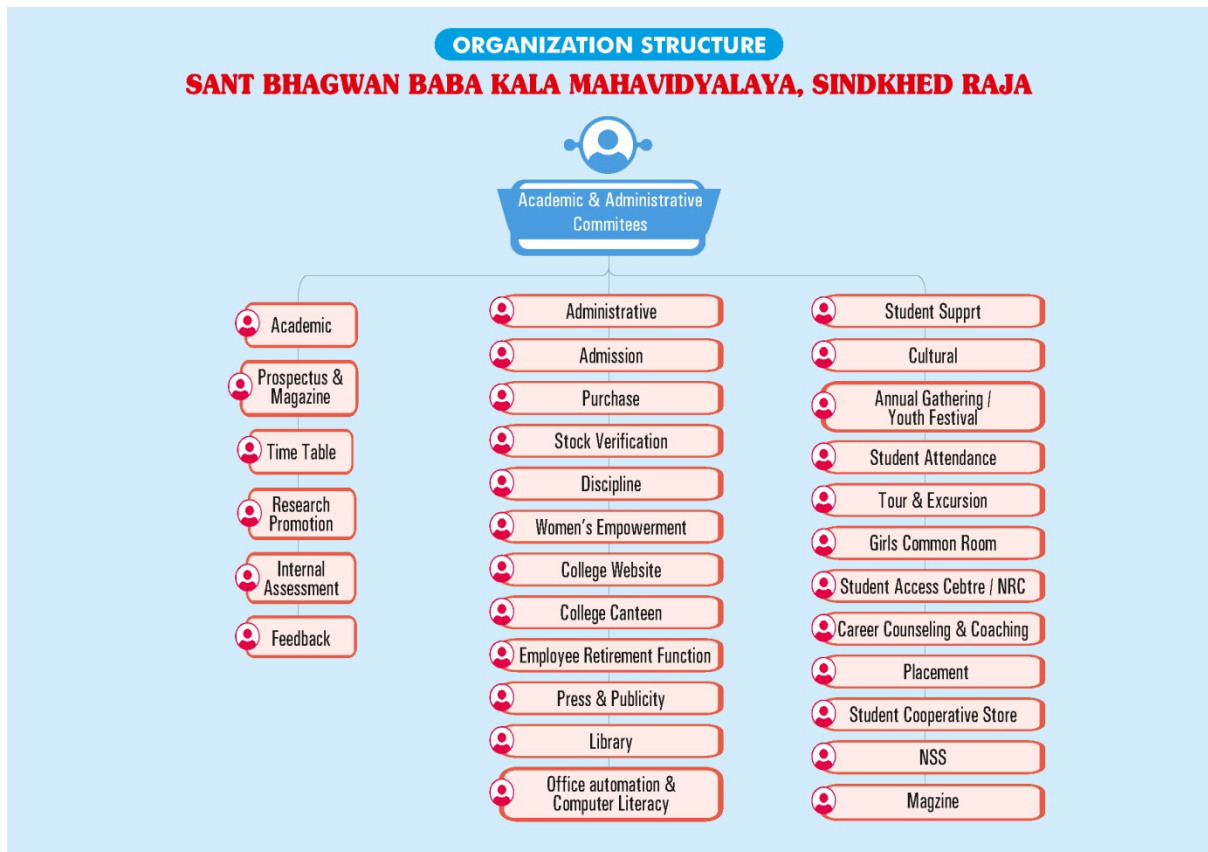 ORGANIZATION STRUCTURE
SANT BHAGWAN BABA KALA MAHAVIDYALAYA, SINDKHED RAJA
Academic & Administrative
Commitees
Academic
Prospectus &
Magazine
Time Table
Research
Promotion
Internal
Assessment
Feedback
Administrative
Admission
Purchase
Stock Verification
Discipline
Women's Empowerment
College Website
College Canteen
Employee Retirement Function
Press & Publicity
Library
Office automation &
Computer Literacy
Student Supprt
Cultural
Annual Gathering /
Youth Festival
Student Attendance
Tour & Excursion
Girls Common Room
Student Access Cebtre / NRC
Career Counseling & Coaching
Placement
Student Cooperative Store
NSS
Magzine